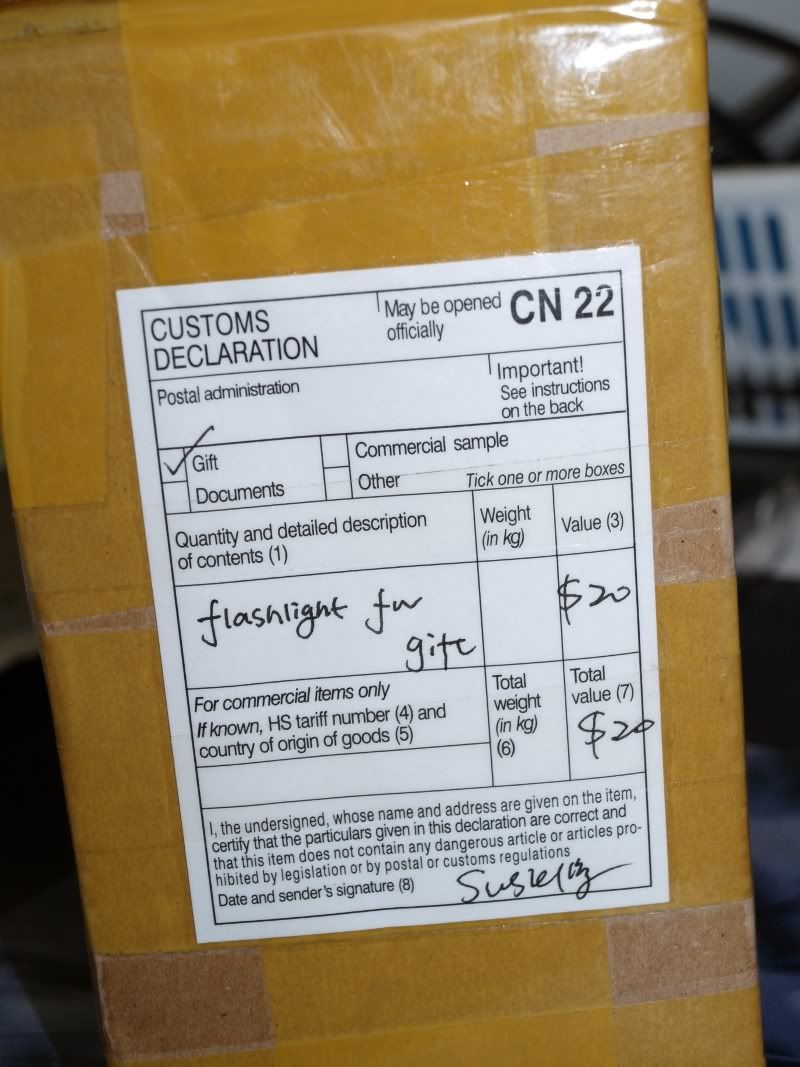 CUSTOMS
DECLARATION
May be opened
officially
CN 22
Postal administration
Important!
See instructions
on the back
Gift
Commercial sample
Documents
Other
Tick one or more boxes
Quantity and detailed description
of contents (1)
Weight
(in kg)
Value (3)
flashlight for
gift
$20
For commercial items only
If known, HS tariff number (4) and
country of origin of goods (5)
Total
weight
(in kg)
(6)
Total
value (7)
$20
I, the undersigned, whose name and address are given on the item,
certify that the particulars given in this declaration are correct and
that this item does not contain any dangerous article or articles pro-
hibited by legislation or by postal or customs regulations
Date and sender's signature (8)